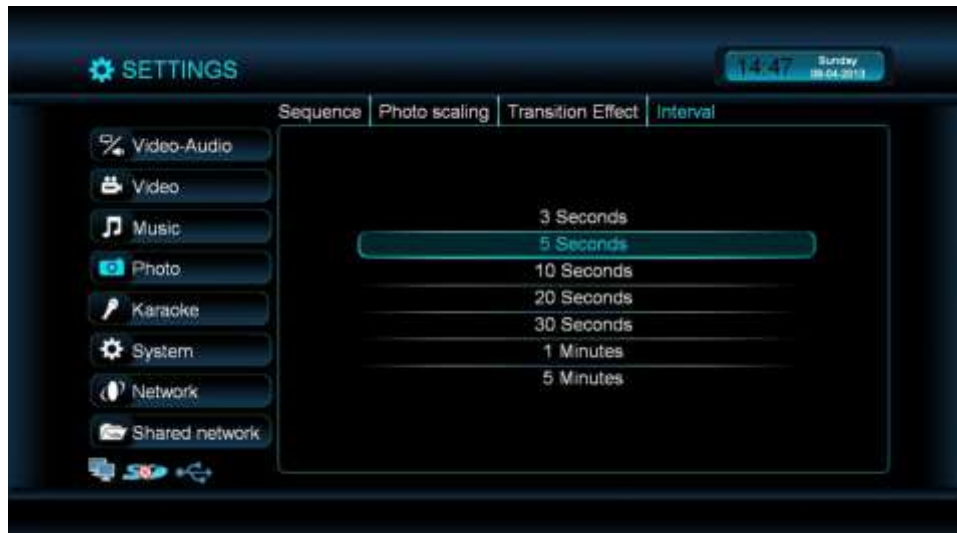 SETTINGS
14:47
Sunday
Sequence Photo scaling Transition Effect Interval
Video-Audio
Video
Music
Photo
Karaoke
System
Network
Shared network
3 Seconds
5 Seconds
10 Seconds
20 Seconds
30 Seconds
1 Minutes
5 Minutes